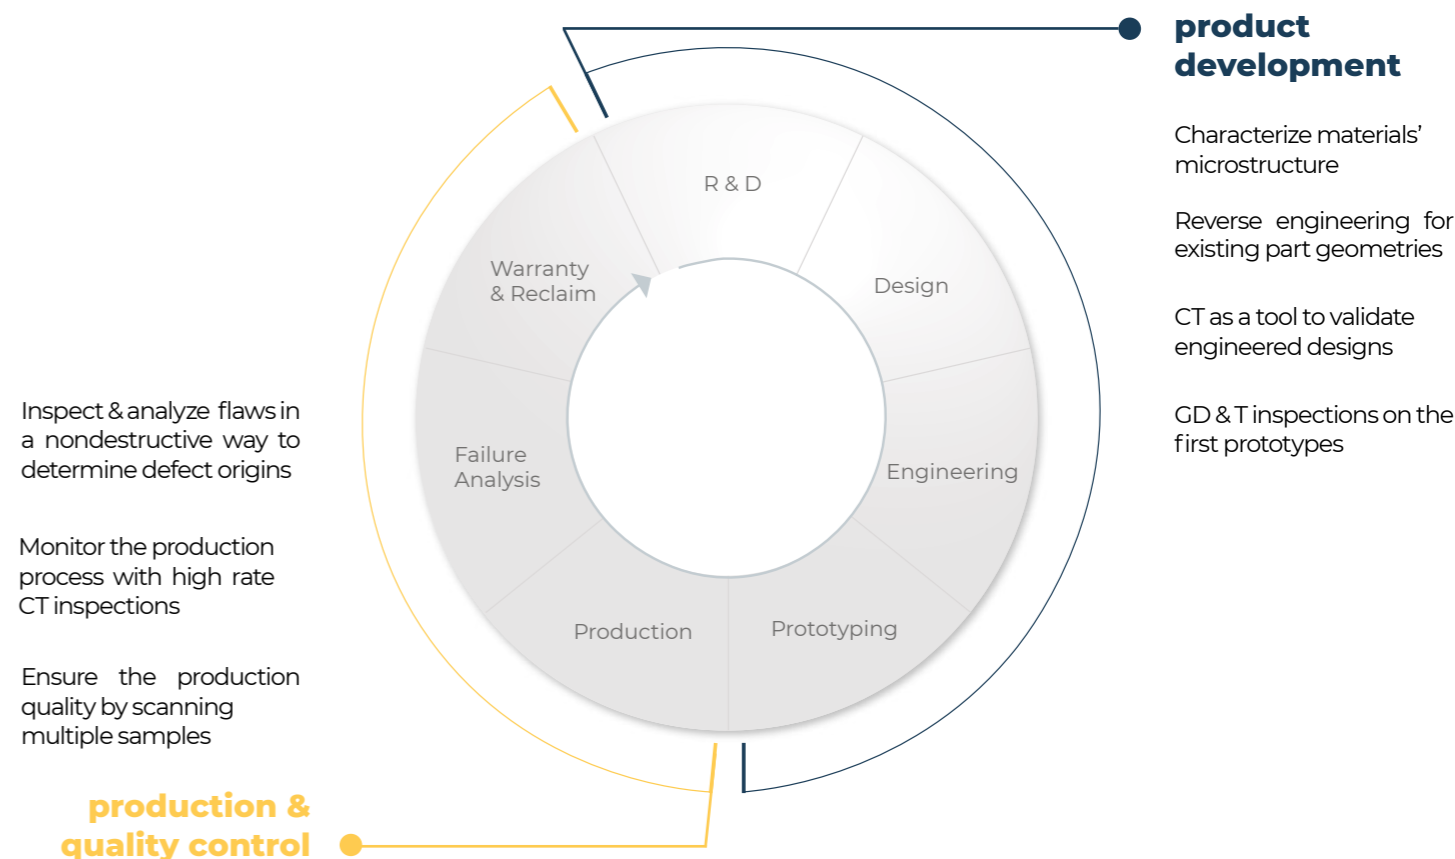 product
development
Characterize materials’
microstructure
Reverse engineering for
existing part geometries
CT as a tool to validate
engineered designs
GD & T inspections on the
first prototypes
R & D
Design
Engineering
Prototyping
Production
Failure
Analysis
Warranty
& Reclaim
Inspect & analyze flaws in
a nondestructive way to
determine defect origins
Monitor the production
process with high rate
CT inspections
Ensure the production
quality by scanning
multiple samples
production &
quality control